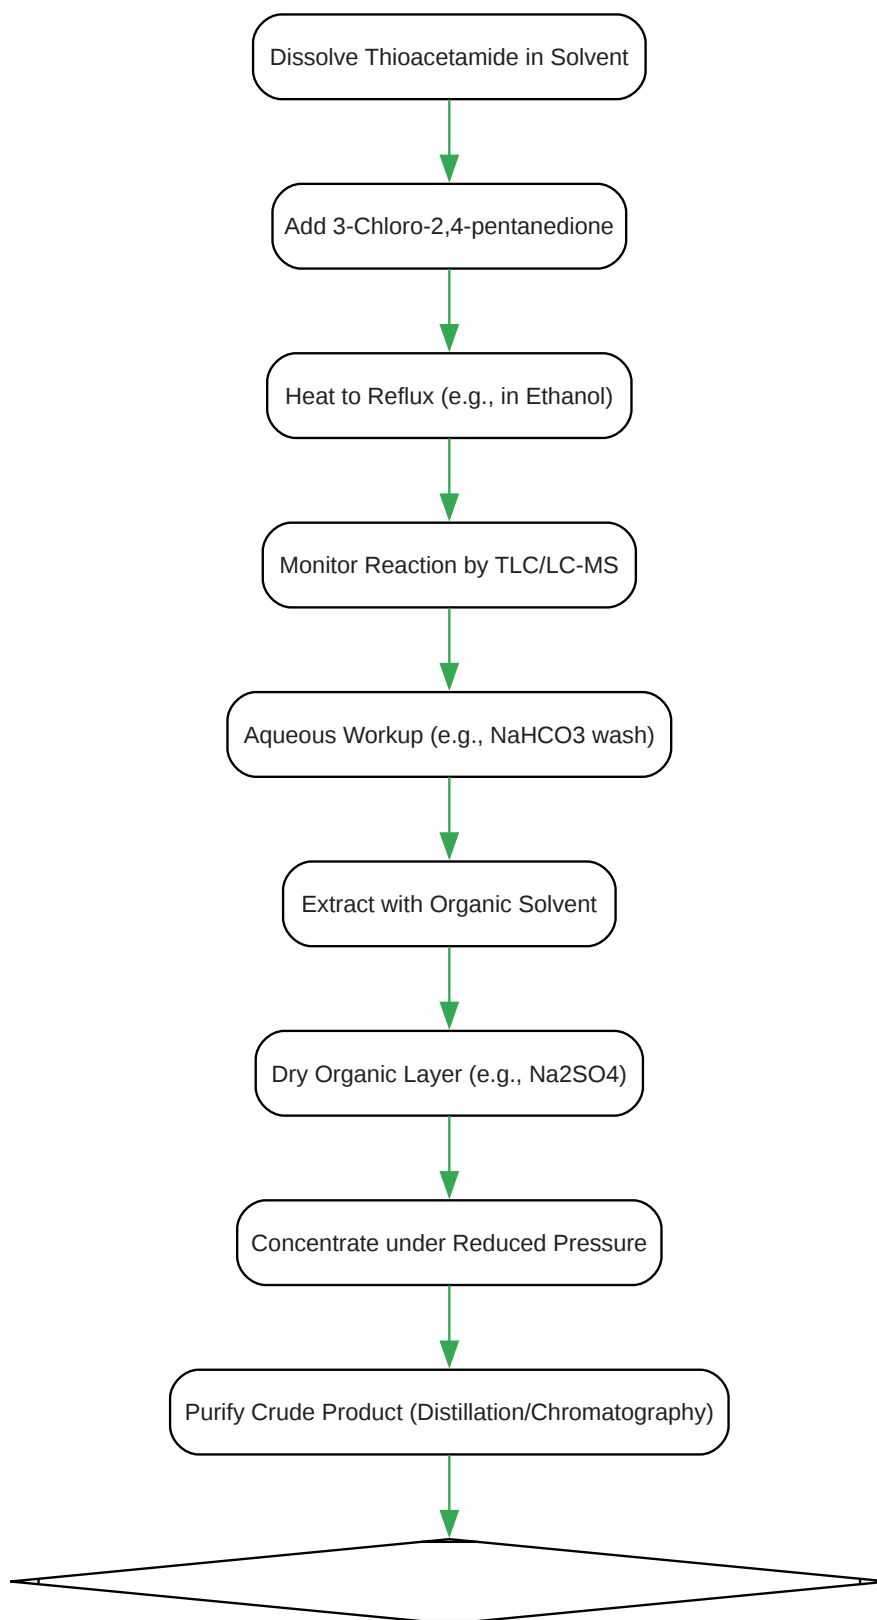 Dissolve Thioacetamide in Solvent
Add 3-Chloro-2,4-pentanedione
Heat to Reflux (e.g., in Ethanol)
Monitor Reaction by TLC/LC-MS
Aqueous Workup (e.g., NaHCO3 wash)
Extract with Organic Solvent
Dry Organic Layer (e.g., Na2SO4)
Concentrate under Reduced Pressure
Purify Crude Product (Distillation/Chromatography)